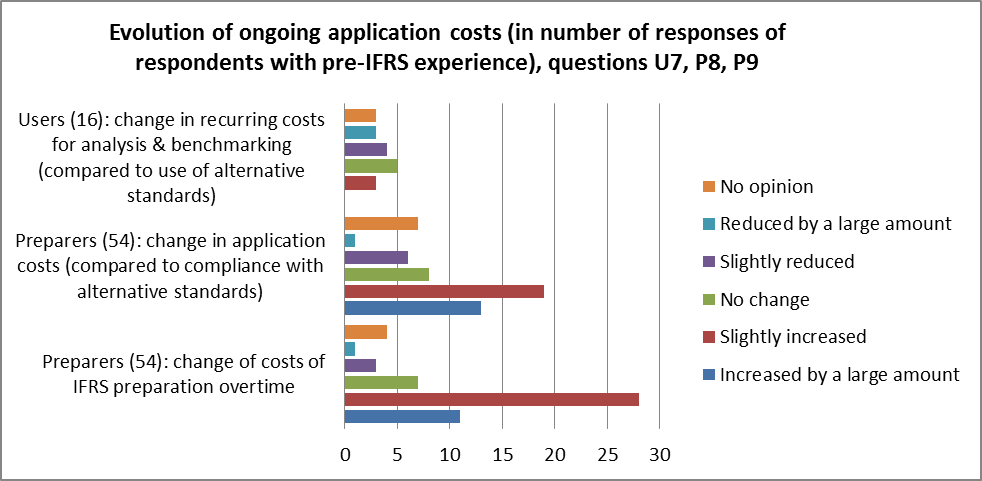 Evolution of ongoing application costs (in number of responses of
respondents with pre-IFRS experience), questions U7, P8, P9
Users (16): change in recurring costs
for analysis & benchmarking
(compared to use of alternative
standards)
Preparers (54): change in application
costs (compared to compliance with
alternative standards)
Preparers (54): change of costs of
IFRS preparation overtime
0 5 10 15 20 25 30
No opinion
Reduced by a large amount
Slightly reduced
No change
Slightly increased
Increased by a large amount